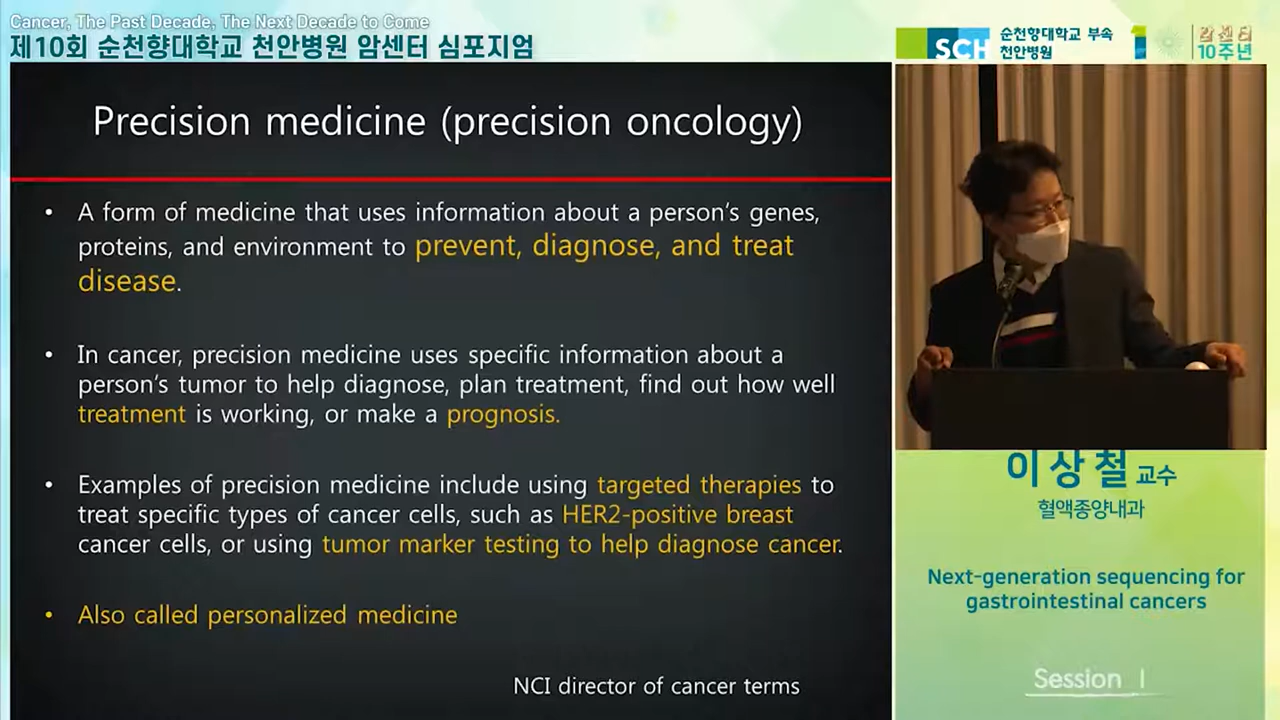 Cancer, The Past Decade, The Next Decade to Come
제10회 순천향대학교 천안병원 암센터 심포지엄
SCH
순천향대학교 부속
천안병원
1
암센터
10주년
Precision medicine (precision oncology)
• A form of medicine that uses information about a person's genes,
proteins, and environment to prevent, diagnose, and treat
disease.
• In cancer, precision medicine uses specific information about a
person's tumor to help diagnose, plan treatment, find out how well
treatment is working, or make a prognosis.
• Examples of precision medicine include using targeted therapies to
treat specific types of cancer cells, such as HER2-positive breast
cancer cells, or using tumor marker testing to help diagnose cancer.
• Also called personalized medicine
NCI director of cancer terms
이상철 교수
혈액종양내과
Next-generation sequencing for
gastrointestinal cancers
Session I